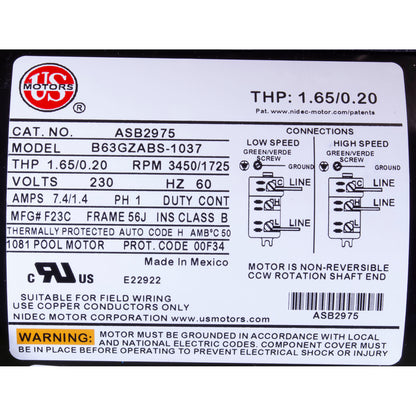 US
MOTORS
®
THP: 1.65/0.20
Pat. www.nidec-motor.com/patents
CAT. NO. ASB2975
MODEL B63GZABS-1037
THP 1.65/0.20 RPM 3450/1725
VOLTS 230 HZ 60
AMPS 7.4/1.4 PH 1 DUTY CONT
MFG# F23C FRAME 56J INS CLASS B
THERMALLY PROTECTED AUTO CODE H AMB°C 50
1081 POOL MOTOR PROT. CODE 00F34
Made In Mexico
C US E22922
SUITABLE FOR FIELD WIRING
USE COPPER CONDUCTORS ONLY
NIDEC MOTOR CORPORATION www.usmotors.com
CONNECTIONS
LOW SPEED
GREEN/VERDE
SCREW
GROUND
C LINE
H
L LINE
HIGH SPEED
GREEN/VERDE
SCREW
GROUND
C LINE
H LINE
L
MOTOR IS NON-REVERSIBLE
CCW ROTATION SHAFT END
ASB2975
WARNING: MOTOR MUST BE GROUNDED IN ACCORDANCE WITH LOCAL
AND NATIONAL ELECTRIC CODES. COMPONENT COVER MUST
BE IN PLACE BEFORE OPERATION TO PREVENT ELECTRICAL SHOCK OR INJURY